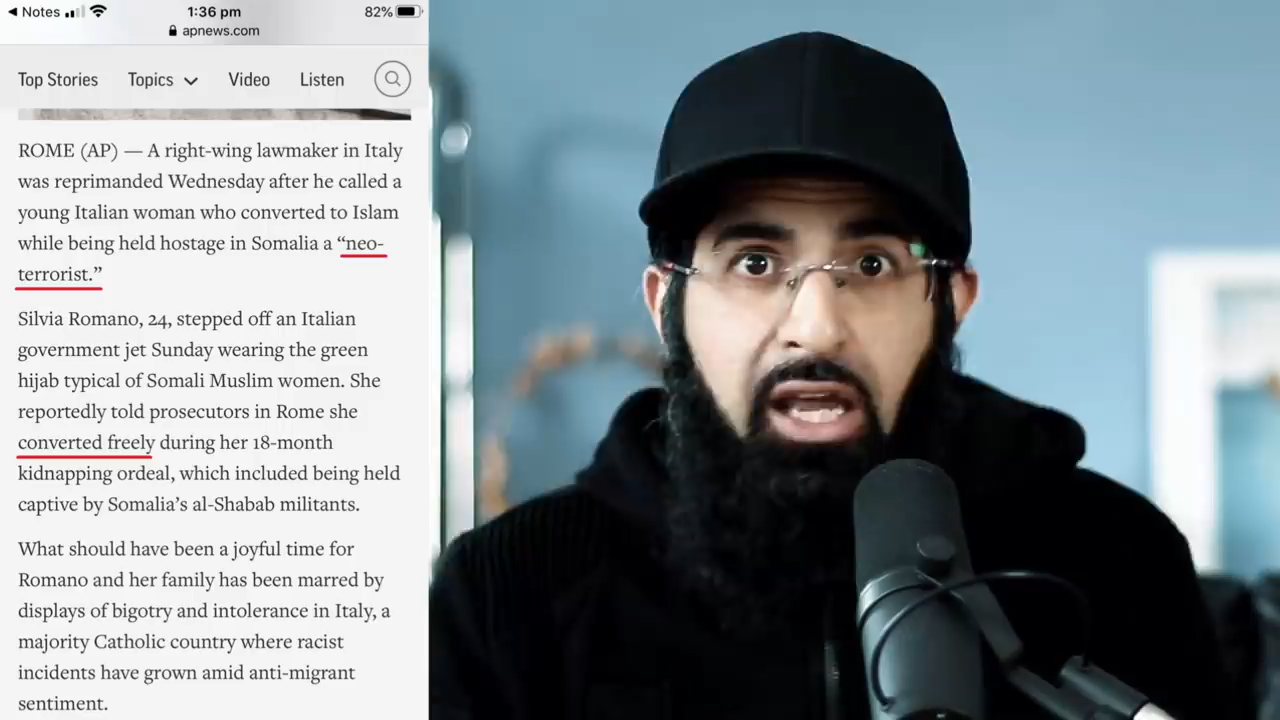 Notes
1:36 pm
82%
apnews.com
Top Stories
Topics
Video
Listen
ROME (AP) — A right-wing lawmaker in Italy
was reprimanded Wednesday after he called a
young Italian woman who converted to Islam
while being held hostage in Somalia a “neo-
terrorist.”
Silvia Romano, 24, stepped off an Italian
government jet Sunday wearing the green
hijab typical of Somali Muslim women. She
reportedly told prosecutors in Rome she
converted freely during her 18-month
kidnapping ordeal, which included being held
captive by Somalia’s al-Shabab militants.
What should have been a joyful time for
Romano and her family has been marred by
displays of bigotry and intolerance in Italy, a
majority Catholic country where racist
incidents have grown amid anti-migrant
sentiment.